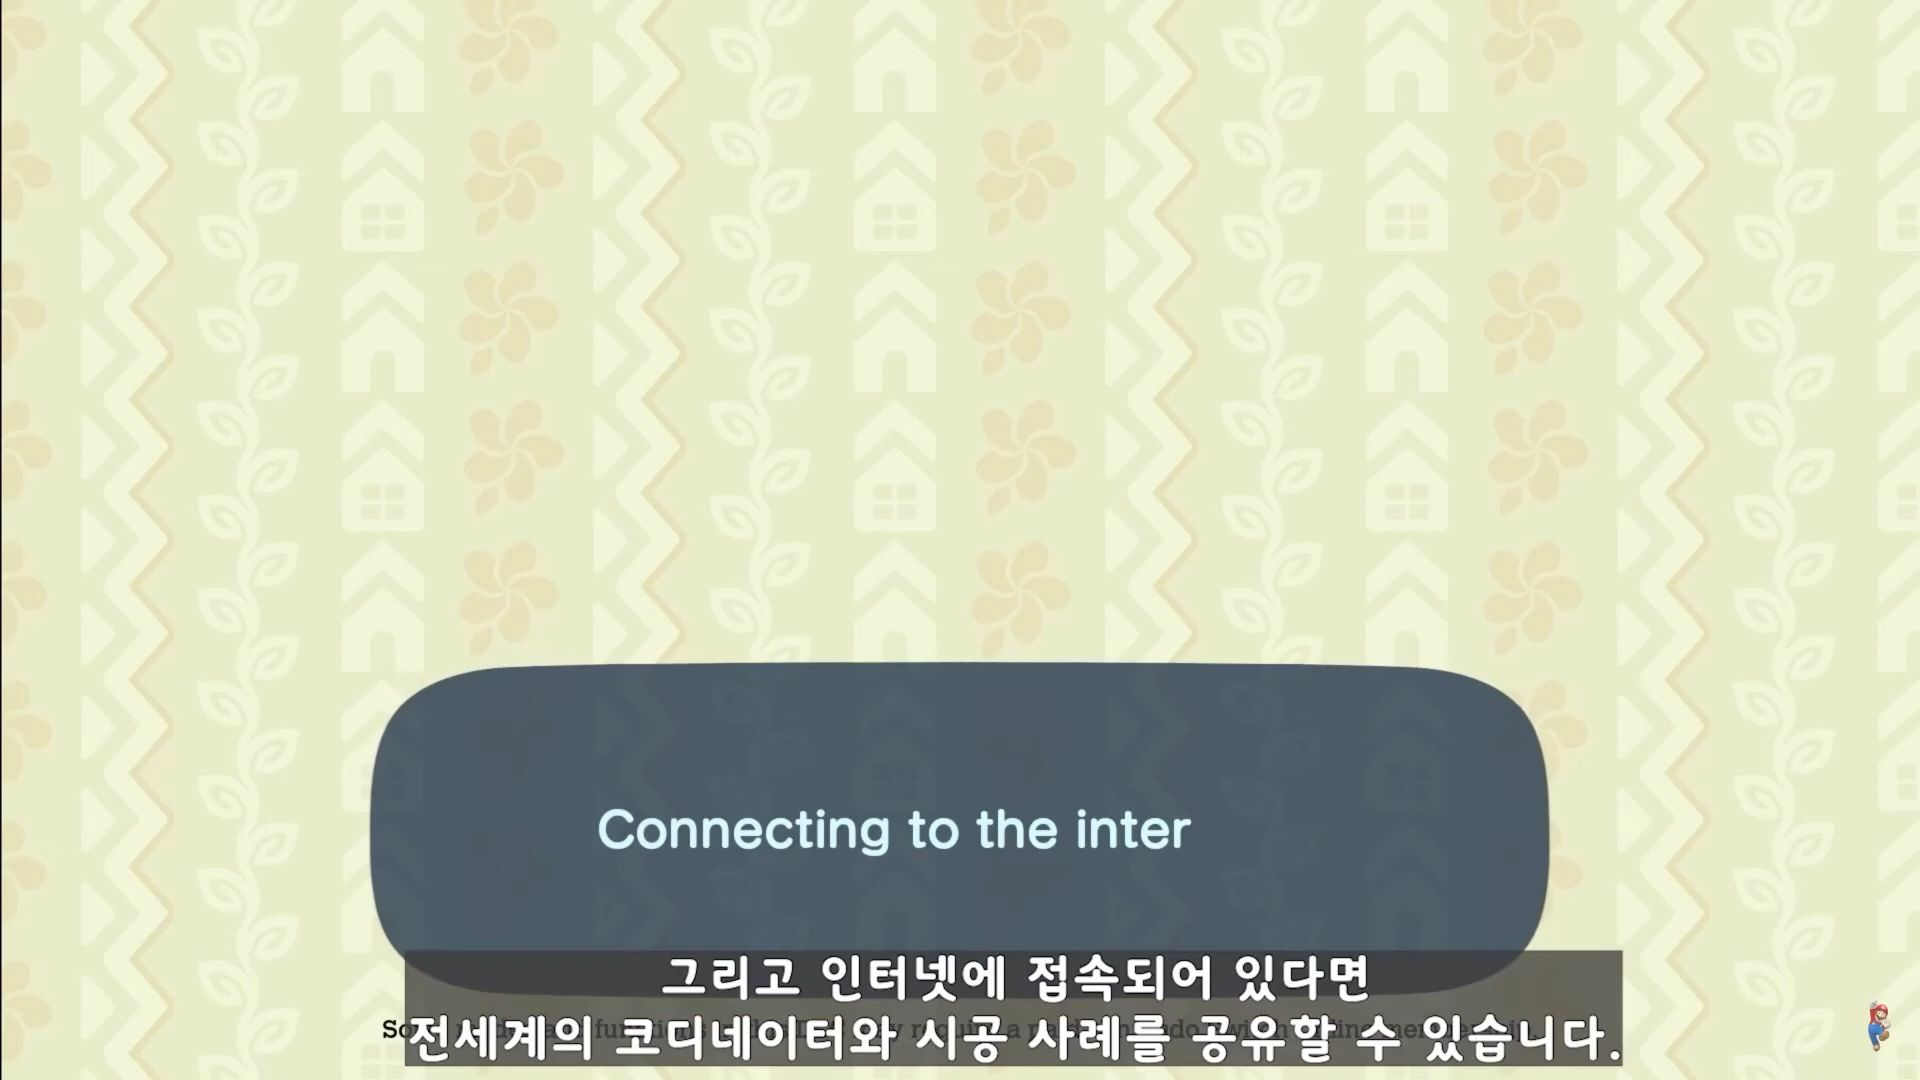 Connecting to the inter
그리고 인터넷에 접속되어 있다면
전세계의 코디네이터와 시공 사례를 공유할 수 있습니다.